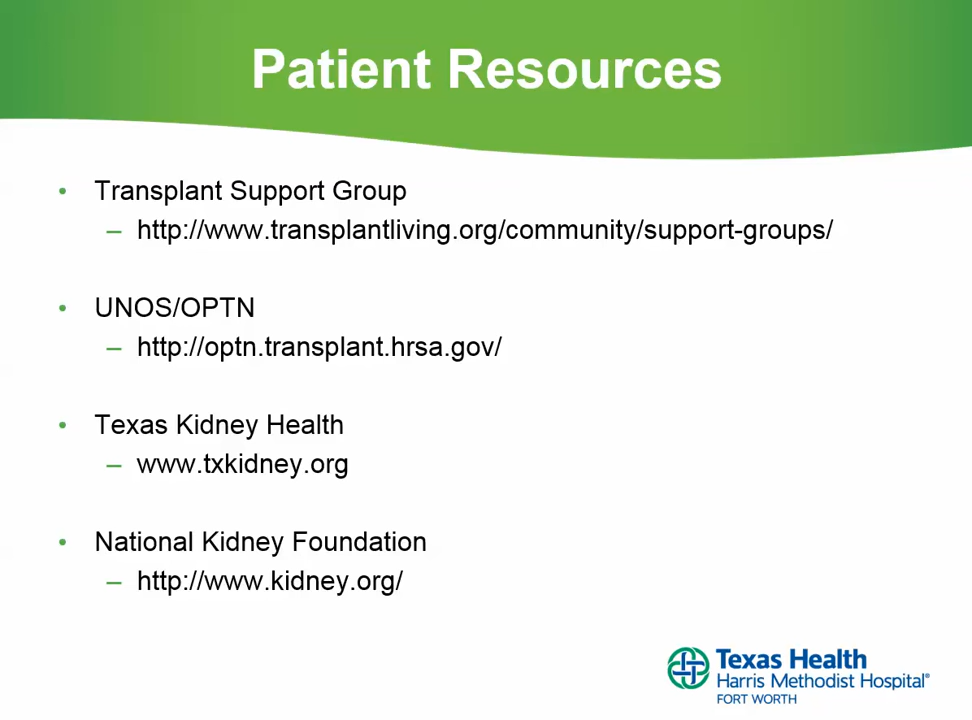 Patient Resources
• Transplant Support Group
– http://www.transplantliving.org/community/support-groups/
• UNOS/OPTN
– http://optn.transplant.hrsa.gov/
• Texas Kidney Health
– www.txkidney.org
• National Kidney Foundation
– http://www.kidney.org/
Texas Health
Harris Methodist Hospital®
FORT WORTH